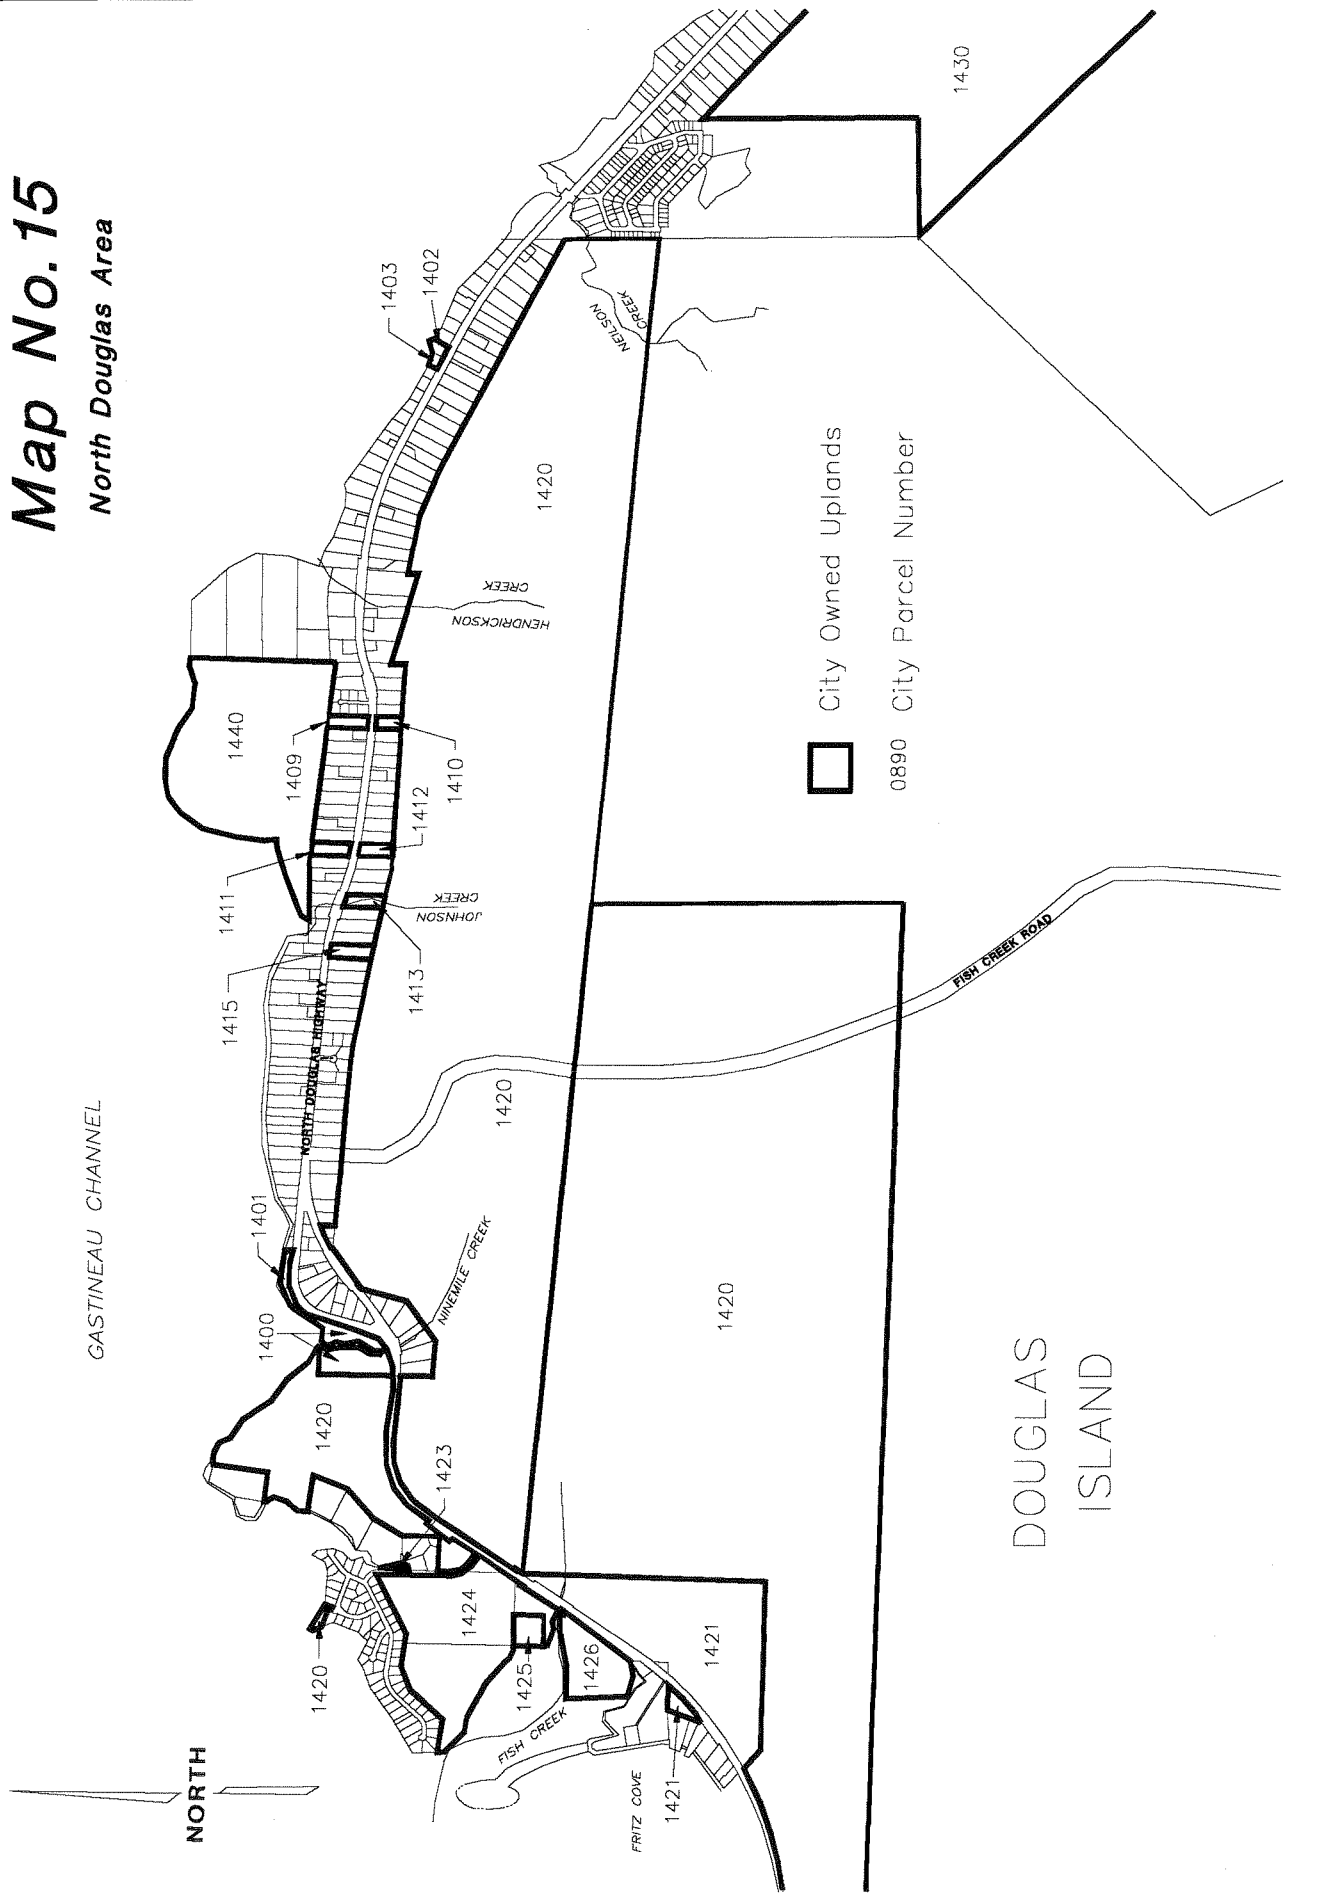 Map No. 15
North Douglas Area
GASTINEAU CHANNEL
NORTH
1403
1402
1430
NEILSON
CREEK
1420
HENDRICKSON
CREEK
1440
1409
1410
1411
1412
JOHNSON
CREEK
1413
1415
NORTH DOUGLAS HIGHWAY
FISH CREEK ROAD
1420
1401
1400
NINEMILE CREEK
1420
1420
1423
1424
1420
1425
1426
1421
1421
FISH CREEK
FRITZ COVE
DOUGLAS
ISLAND
City Owned Uplands
0890 City Parcel Number